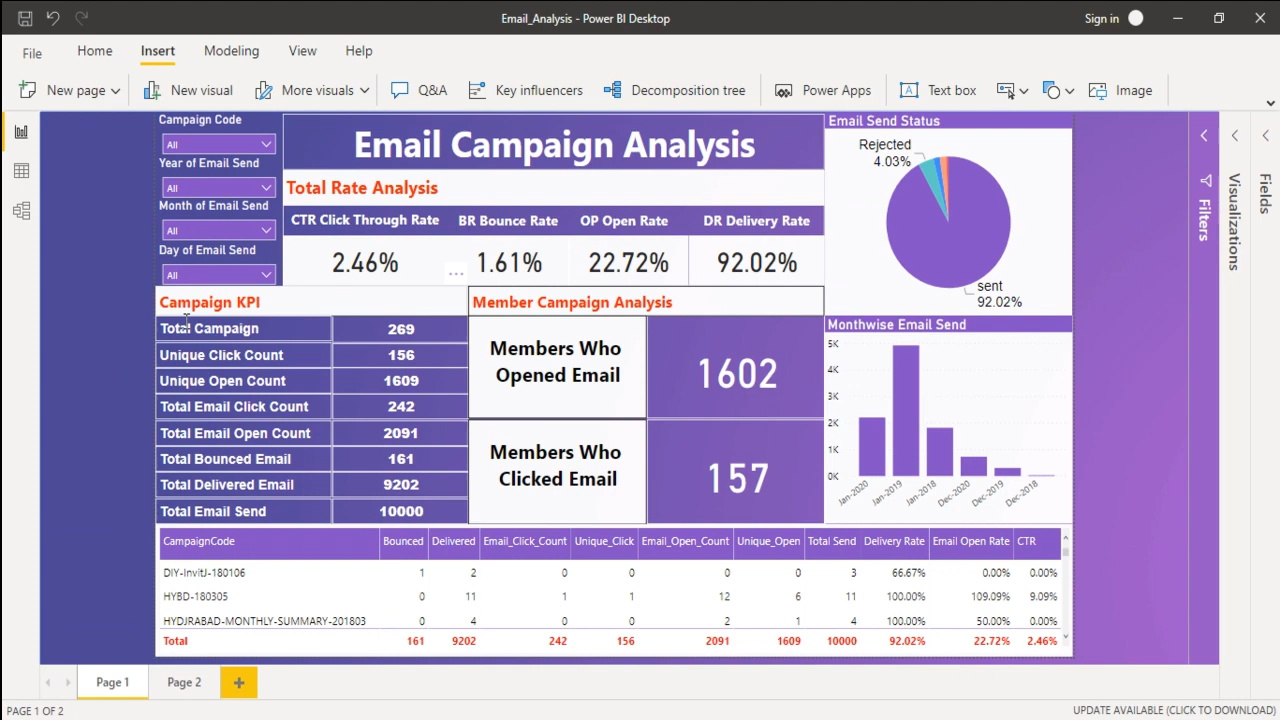 Email_Analysis - Power BI Desktop
Sign in
File
Home
Insert
Modeling
View
Help
New page
New visual
More visuals
Q&A
Key influencers
Decomposition tree
Power Apps
Text box
Image
Campaign Code
All
Year of Email Send
All
Month of Email Send
All
Day of Email Send
All
Email Campaign Analysis
Total Rate Analysis
CTR Click Through Rate
BR Bounce Rate
OP Open Rate
DR Delivery Rate
2.46%
1.61%
22.72%
92.02%
Email Send Status
Rejected
4.03%
sent
92.02%
Filters
Visualizations
Fields
Campaign KPI
Total Campaign 269
Unique Click Count 156
Unique Open Count 1609
Total Email Click Count 242
Total Email Open Count 2091
Total Bounced Email 161
Total Delivered Email 9202
Total Email Send 10000
Member Campaign Analysis
Members Who
Opened Email
1602
Members Who
Clicked Email
157
Monthwise Email Send
5K
4K
3K
2K
1K
0K
Jan-2020
Jan-2019
Jan-2018
Dec-2020
Dec-2019
Dec-2018
CampaignCode Bounced Delivered Email_Click_Count Unique_Click Email_Open_Count Unique_Open Total Send Delivery Rate Email Open Rate CTR
DIY-InvitJ-180106 1 2 0 0 0 0 3 66.67% 0.00% 0.00%
HYBD-180305 0 11 1 1 12 6 11 100.00% 109.09% 9.09%
HYDJRABAD-MONTHLY-SUMMARY-201803 0 4 0 0 2 1 4 100.00% 50.00% 0.00%
Total 161 9202 242 156 2091 1609 10000 92.02% 22.72% 2.46%
Page 1
Page 2
PAGE 1 OF 2
UPDATE AVAILABLE (CLICK TO DOWNLOAD)